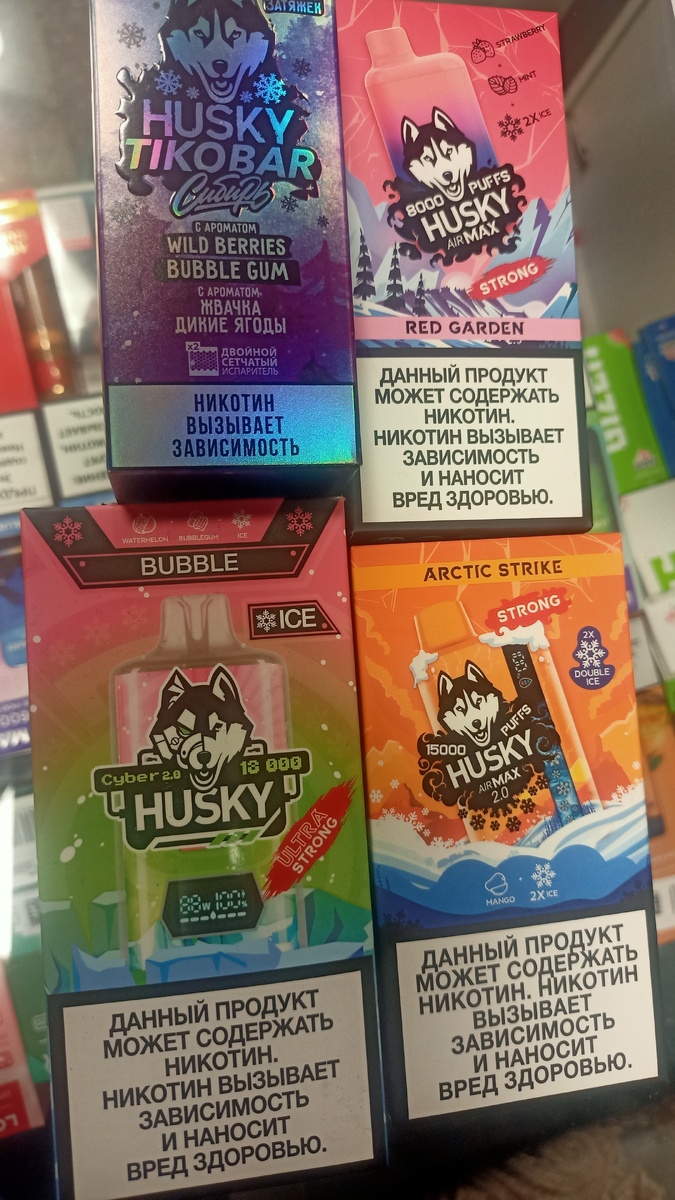 ЗАТЯЖЕК
HUSKY
TIKOBAR
Сибирь
С АРОМАТОМ
WILD BERRIES
BUBBLE GUM
С АРОМАТОМ
ЖВАЧКА
ДИКИЕ ЯГОДЫ
X2
ДВОЙНОЙ
СЕТЧАТЫЙ
ИСПАРИТЕЛЬ
НИКОТИН
ВЫЗЫВАЕТ
ЗАВИСИМОСТЬ
STRAWBERRY
MINT
2X ICE
8000 PUFFS
HUSKY
AIR MAX
STRONG
RED GARDEN
ДАННЫЙ ПРОДУКТ
МОЖЕТ СОДЕРЖАТЬ
НИКОТИН.
НИКОТИН ВЫЗЫВАЕТ
ЗАВИСИМОСТЬ
И НАНОСИТ
ВРЕД ЗДОРОВЬЮ.
WATERMELON BUBBLEGUM ICE
BUBBLE
ICE
Cyber 2.0 18 000
HUSKY
ULTRA
STRONG
88W 100%
ДАННЫЙ ПРОДУКТ
МОЖЕТ СОДЕРЖАТЬ
НИКОТИН.
НИКОТИН ВЫЗЫВАЕТ
ЗАВИСИМОСТЬ
И НАНОСИТ
ВРЕД ЗДОРОВЬЮ.
ARCTIC STRIKE
STRONG
2X
DOUBLE
ICE
15000 PUFFS
HUSKY
AIR MAX
2.0
MANGO 2X ICE
ДАННЫЙ ПРОДУКТ
МОЖЕТ СОДЕРЖАТЬ
НИКОТИН. НИКОТИН
ВЫЗЫВАЕТ
ЗАВИСИМОСТЬ
И НАНОСИТ
ВРЕД ЗДОРОВЬЮ.